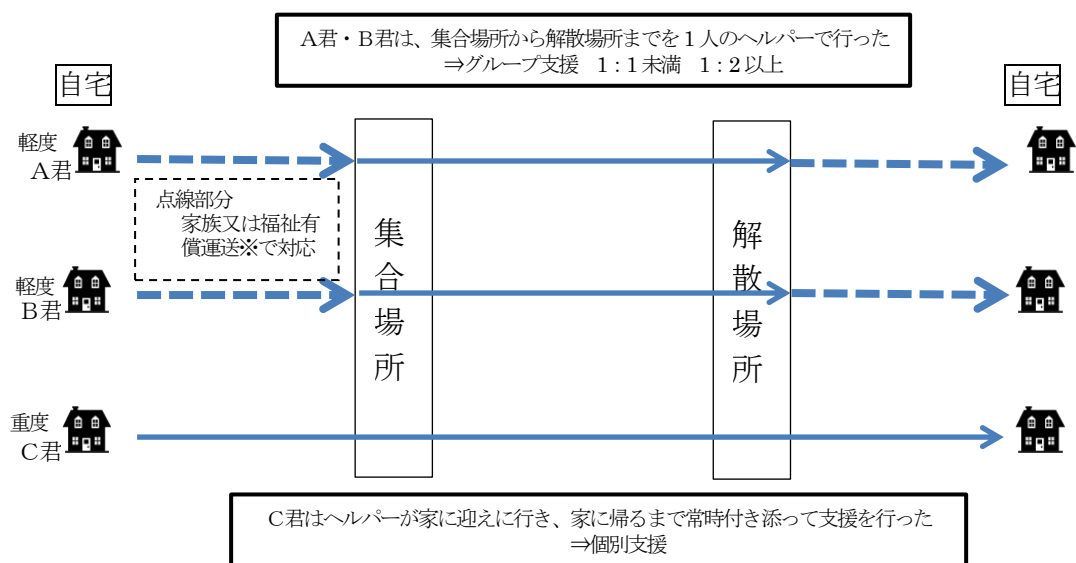 A君・B君は、集合場所から解散場所までを1人のヘルパーで行った
⇒グループ支援　1：1未満　1：2以上
自宅
自宅
軽度
A君
点線部分
家族又は福祉有
償運送※で対応
集合場所
解散場所
軽度
B君
重度
C君
C君はヘルパーが家に迎えに行き、家に帰るまで常時付き添って支援を行った
⇒個別支援